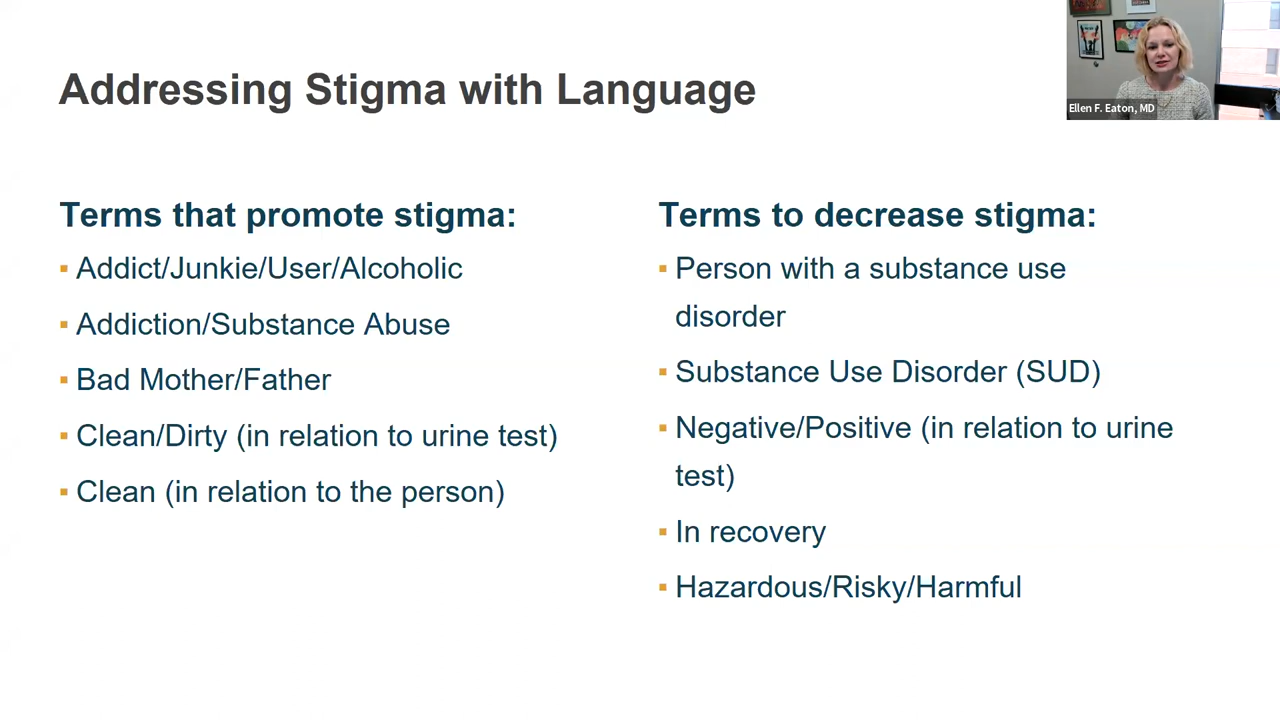 Addressing Stigma with Language
Ellen F. Eaton, MD
Terms that promote stigma:
Addict/Junkie/User/Alcoholic
Addiction/Substance Abuse
Bad Mother/Father
Clean/Dirty (in relation to urine test)
Clean (in relation to the person)
Terms to decrease stigma:
Person with a substance use
disorder
Substance Use Disorder (SUD)
Negative/Positive (in relation to urine
test)
In recovery
Hazardous/Risky/Harmful